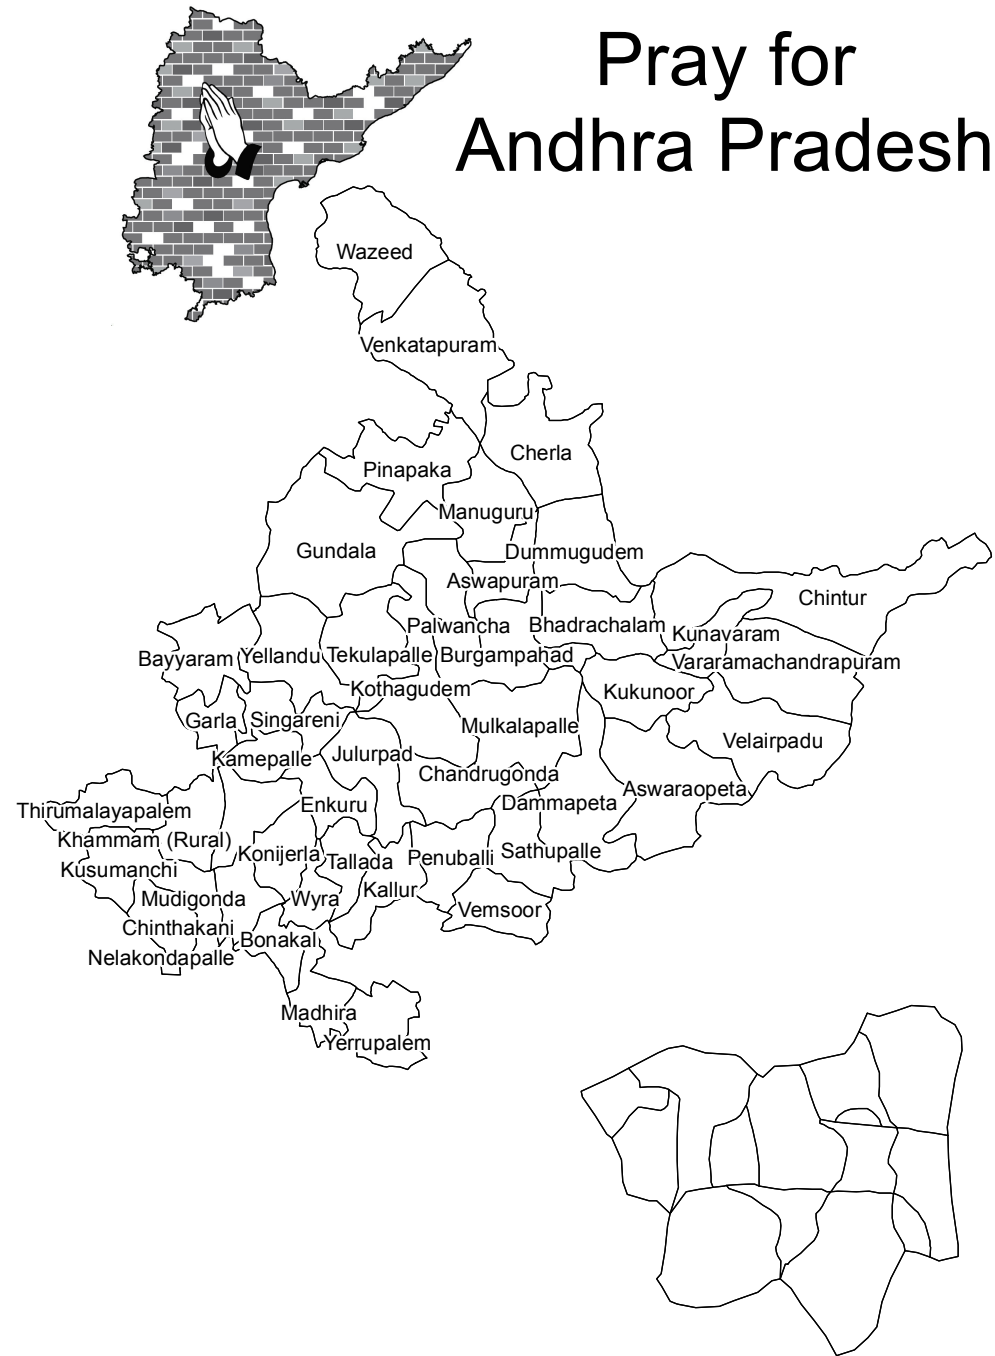 Pray for
Andhra Pradesh
Wazeed
Venkatapuram
Cherla
Pinapaka
Manuguru
Gundala
Dummugudem
Aswapuram
Chintur
Palwancha
Bhadrachalam
Kunavaram
Bayyaram
Yellandu
Tekulapalle
Burgampahad
Vararamachandrapuram
Kothagudem
Kukunoor
Garla
Singareni
Mulkalapalle
Velairpadu
Kamepalle
Julurpad
Chandrugonda
Aswaraopeta
Thirumalayapalem
Enkuru
Dammapeta
Khammam (Rural)
Konijerla
Tallada
Penuballi
Sathupalle
Kusumanchi
Kallur
Mudigonda
Wyra
Vemsoor
Chinthakani
Bonakal
Nelakondapalle
Madhira
Yerrupalem